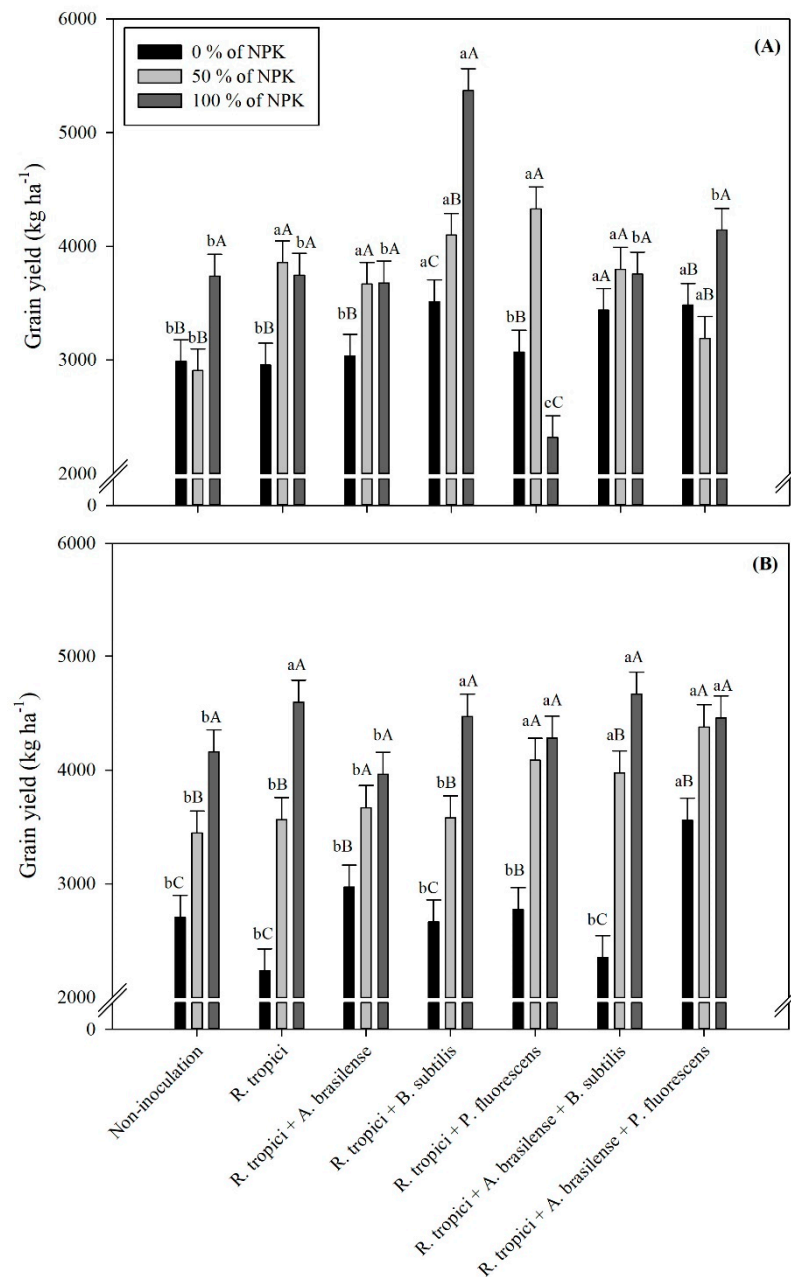 6000
(A)
0 % of NPK
50 % of NPK
100 % of NPK
aA
5000
Grain yield (kg ha⁻¹)
aA
aB
bA
aA
bA
aA
bA
aC
aA
aA
bA
aB
aB
bA
4000
bB
bB
bB
bB
bB
3000
cC
2000
0
6000
(B)
5000
Grain yield (kg ha⁻¹)
bA
aA
bA
aA
aA
aA
aA
aA
aA
4000
bB
bB
bA
bB
aB
aB
bC
bC
bB
bC
bB
bC
3000
2000
0
Non-inoculation
R. tropici
R. tropici + A. brasilense
R. tropici + B. subtilis
R. tropici + P. fluorescens
R. tropici + A. brasilense + B. subtilis
R. tropici + A. brasilense + P. fluorescens